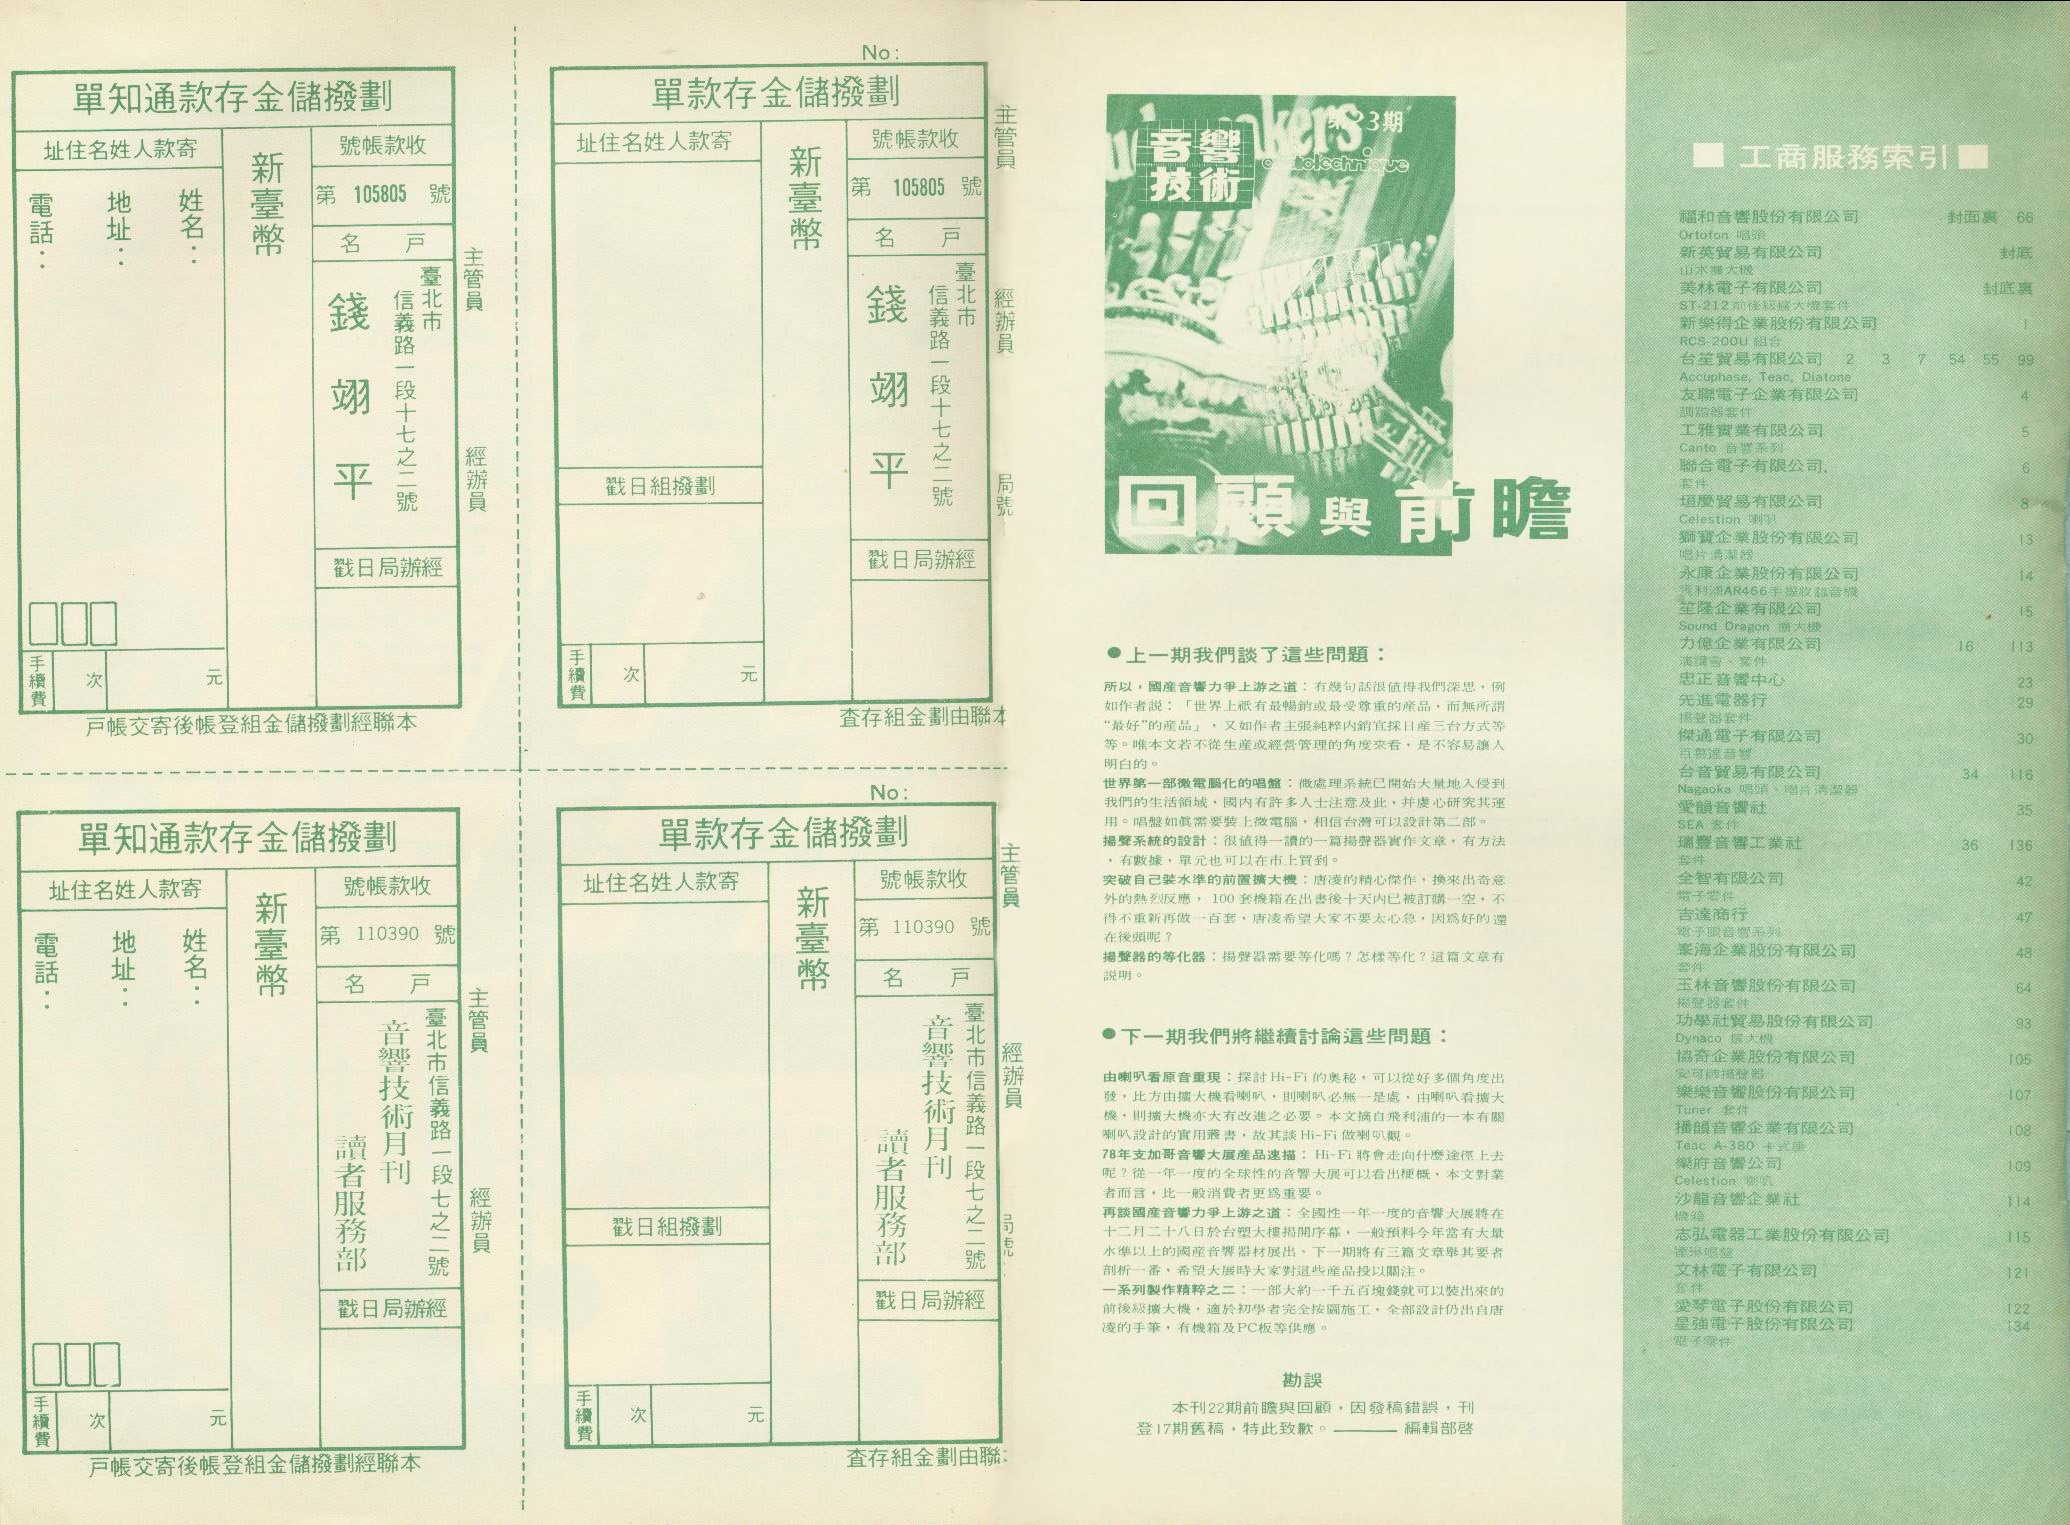 單知通款存金儲撥劃
址住名姓人款寄
新臺幣
號帳款收
第 105805 號
名 戶
姓名：
地址：
電話：
臺北市
信義路一段十七之二號
錢翊平
戳日局辦經
手續費
次
元
主管員
經辦員
戶帳交寄後帳登組金儲撥劃經聯本
No:
單款存金儲撥劃
址住名姓人款寄
新臺幣
號帳款收
第 105805 號
名 戶
臺北市
信義路一段十七之二號
錢翊平
戳日組撥劃
戳日局辦經
手續費
次
元
主管員
經辦員
局號
查存組金劃由聯本
單知通款存金儲撥劃
址住名姓人款寄
新臺幣
號帳款收
第 110390 號
名 戶
姓名：
地址：
電話：
臺北市信義路一段七之二號
音響技術月刊
讀者服務部
戳日局辦經
手續費
次
元
主管員
經辦員
戶帳交寄後帳登組金儲撥劃經聯本
No:
單款存金儲撥劃
址住名姓人款寄
新臺幣
號帳款收
第 110390 號
名 戶
臺北市信義路一段七之二號
音響技術月刊
讀者服務部
戳日組撥劃
戳日局辦經
手續費
次
元
主管員
經辦員
局號
查存組金劃由聯
第23期
音響
技術
audiotechnique
回顧與前瞻
●上一期我們談了這些問題：
所以，國產音響力爭上游之道：有幾句話很值得我們深思，例
如作者說：「世界上祇有最暢銷或最受尊重的產品，而無所謂
“最好”的產品」，又如作者主張純粹內銷宜採日產三台方式等
等。唯本文若不從生產或經營管理的角度來看，是不容易讓人
明白的。
世界第一部微電腦化的唱盤：微處理系統已開始大量地入侵到
我們的生活領域，國內有許多人士注意及此，并虛心研究其運
用。唱盤如眞需要裝上微電腦，相信台灣可以設計第二部。
揚聲系統的設計：很值得一讀的一篇揚聲器實作文章，有方法
，有數據，單元也可以在市上買到。
突破自己裝水準的前置擴大機：唐凌的精心傑作，換來出奇意
外的熱烈反應，100套機箱在出書後十天內已被訂購一空，不
得不重新再做一百套，唐凌希望大家不要太心急，因爲好的還
在後頭呢？
揚聲器的等化器：揚聲器需要等化嗎？怎樣等化？這篇文章有
說明。
●下一期我們將繼續討論這些問題：
由喇叭看原音重現：探討Hi-Fi的奧秘，可以從好多個角度出
發，比方由擴大機看喇叭，則喇叭必無一是處，由喇叭看擴大
機，則擴大機亦大有改進之必要。本文摘自飛利浦的一本有關
喇叭設計的實用叢書，故其談Hi-Fi做喇叭觀。
78年支加哥音響大展產品速描：Hi-Fi將會走向什麼途徑上去
呢？從一年一度的全球性的音響大展可以看出梗概，本文對業
者而言，比一般消費者更爲重要。
再談國產音響力爭上游之道：全國性一年一度的音響大展將在
十二月二十八日於台塑大樓揭開序幕，一般預料今年當有大量
水準以上的國產音響器材展出、下一期將有三篇文章舉其要者
剖析一番，希望大展時大家對這些產品投以關注。
一系列製作精粹之二：一部大約一千五百塊錢就可以裝出來的
前後級擴大機，適於初學者完全按圖施工，全部設計仍出自唐
凌的手筆，有機箱及PC板等供應。
勘誤
本刊22期前瞻與回顧，因發稿錯誤，刊
登17期舊稿，特此致歉。——— 編輯部啓
■ 工商服務索引 ■
福和音響股份有限公司 封面裏 66
Ortofon 唱頭
新英貿易有限公司 封底
山水擴大機
美林電子有限公司 封底裏
ST-212前後級擴大機套件
新樂得企業股份有限公司 1
RCS-200U 組合
台笙貿易有限公司 2 3 7 54 55 99
Accuphase, Teac, Diatone
友聯電子企業有限公司 4
調諧器套件
工雅實業有限公司 5
Canto 音響系列
聯合電子有限公司. 6
套件
垣慶貿易有限公司 8
Celestion 喇叭
獅寶企業股份有限公司 13
唱片清潔器
永康企業股份有限公司 14
飛利浦AR466手提收錄音機
笙隆企業有限公司 15
Sound Dragon 擴大機
力億企業有限公司 16 113
演講會、套件
忠正音響中心 23
先進電器行 29
揚聲器套件
傑通電子有限公司 30
百慕達音響
台音貿易有限公司 34 116
Nagaoka 唱頭、唱片清潔器
愛韻音響社 35
SEA 套件
瑞豐音響工業社 36 136
套件
全智有限公司 42
電子零件
吉達商行 47
電子眼音響系列
峯海企業股份有限公司 48
套件
玉林音響股份有限公司 64
揚聲器套件
功學社貿易股份有限公司 93
Dynaco 擴大機
協奇企業股份有限公司 106
安可牌揚聲器
樂樂音響股份有限公司 107
Tuner 套件
播韻音響企業有限公司 108
Teac A-380 卡式座
樂府音響公司 109
Celestion 喇叭
沙龍音響企業社 114
機箱
志弘電器工業股份有限公司 115
達琳唱盤
文林電子有限公司 121
套件
愛琴電子股份有限公司 122
星強電子股份有限公司 134
電子零件